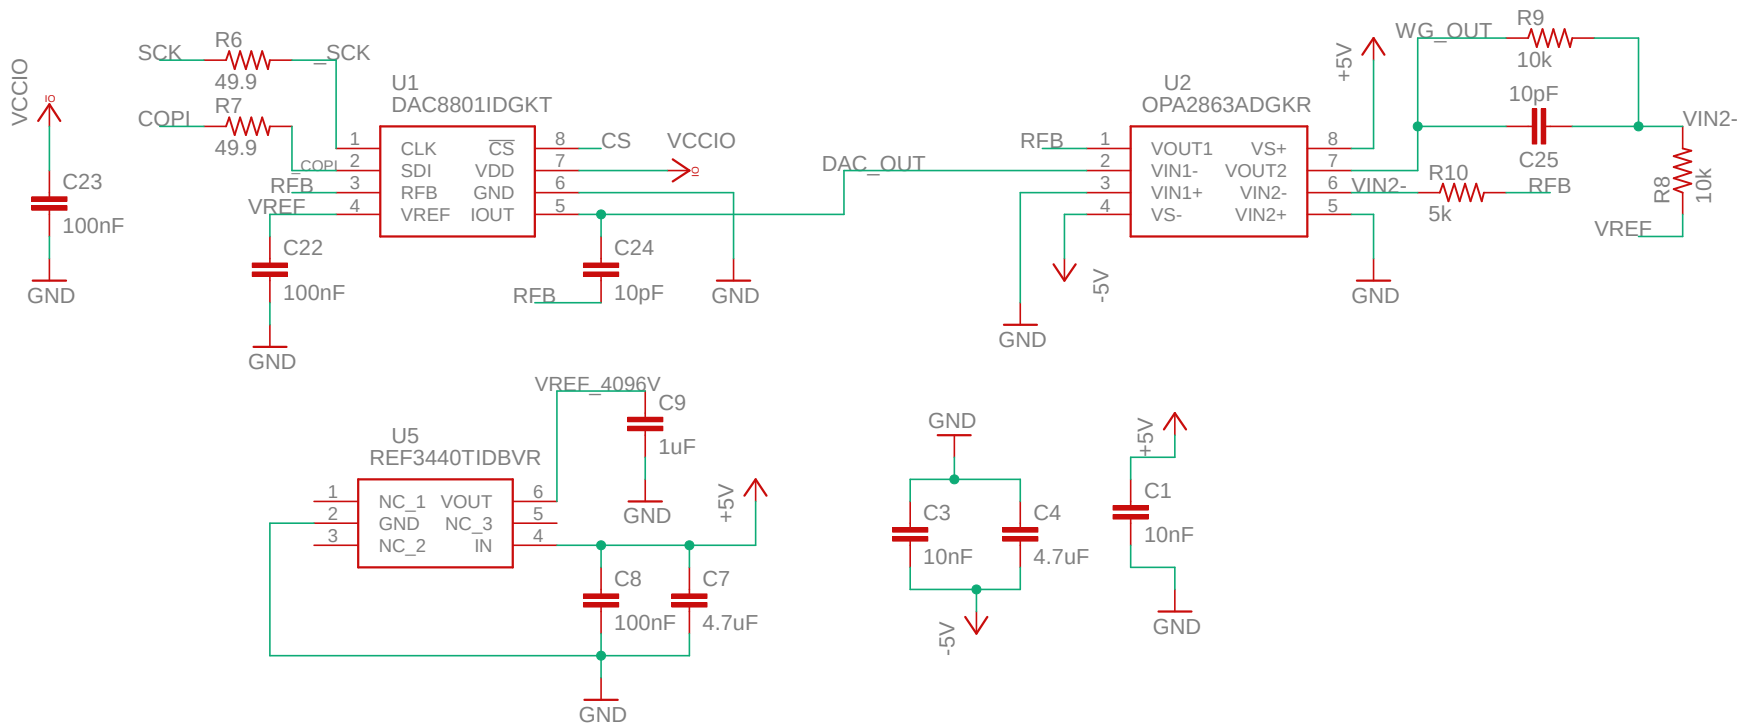 VCCIO
IO
C23
100nF
GND
SCK
R6
49.9
_SCK
COPI
R7
49.9
_COPI
U1
DAC8801IDGKT
1 CLK CS 8
2 SDI VDD 7
3 RFB GND 6
4 VREF IOUT 5
RFB
VREF
CS
VCCIO
IO
C22
100nF
GND
C24
10pF
RFB
GND
DAC_OUT
U2
OPA2863ADGKR
1 VOUT1 VS+ 8
2 VIN1- VOUT2 7
3 VIN1+ VIN2- 6
4 VS- VIN2+ 5
RFB
-5V
GND
+5V
GND
WG_OUT
R9
10k
10pF
C25
VIN2-
VIN2-
R10
5k
RFB
R8
10k
VREF
VREF_4096V
C9
1uF
GND
U5
REF3440TIDBVR
1 NC_1 VOUT 6
2 GND NC_3 5
3 NC_2 IN 4
+5V
C8
100nF
C7
4.7uF
GND
GND
C3
10nF
C4
4.7uF
-5V
+5V
C1
10nF
GND